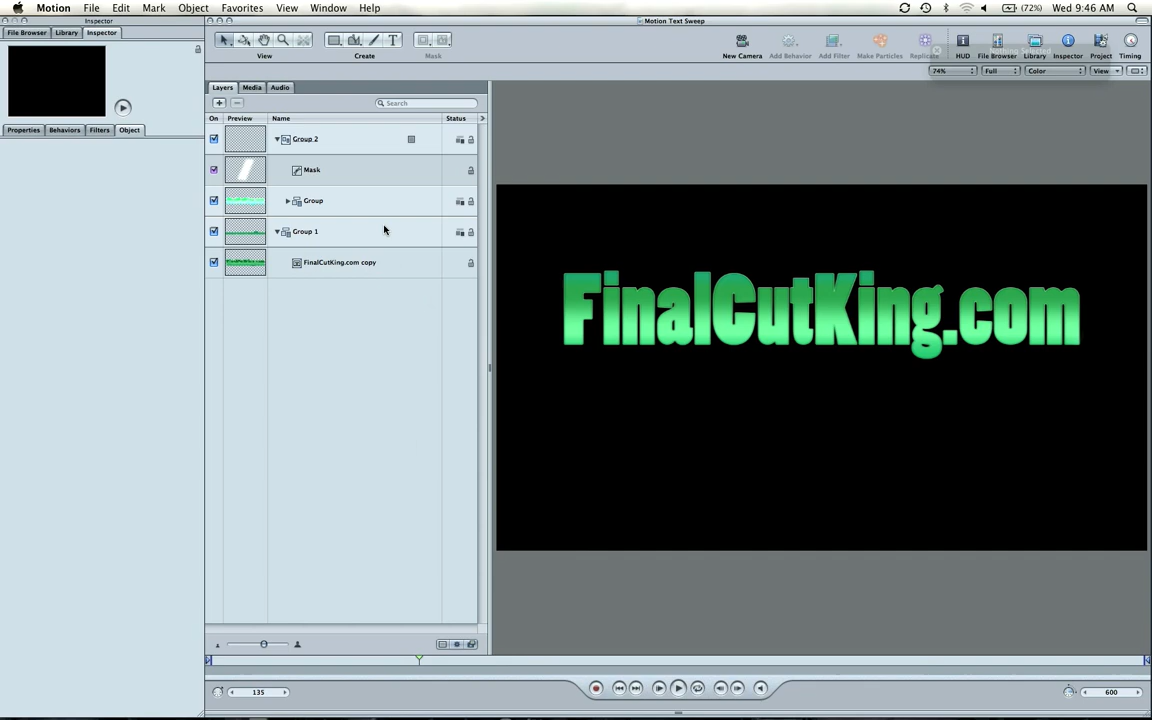 Motion File Edit Mark Object Favorites View Window Help (72%) Wed 9:46 AM
Inspector
Motion Text Sweep
File Browser Library Inspector
View Create Mask
New Camera Add Behavior Add Filter Make Particles Replicate HUD File Browser Library Inspector Project Timing
74% Full Color View
Layers Media Audio
Search
On Preview Name Status
Properties Behaviors Filters Object
Group 2
Mask
Group
Group 1
FinalCutKing.com copy
FinalCutKing.com
135
600